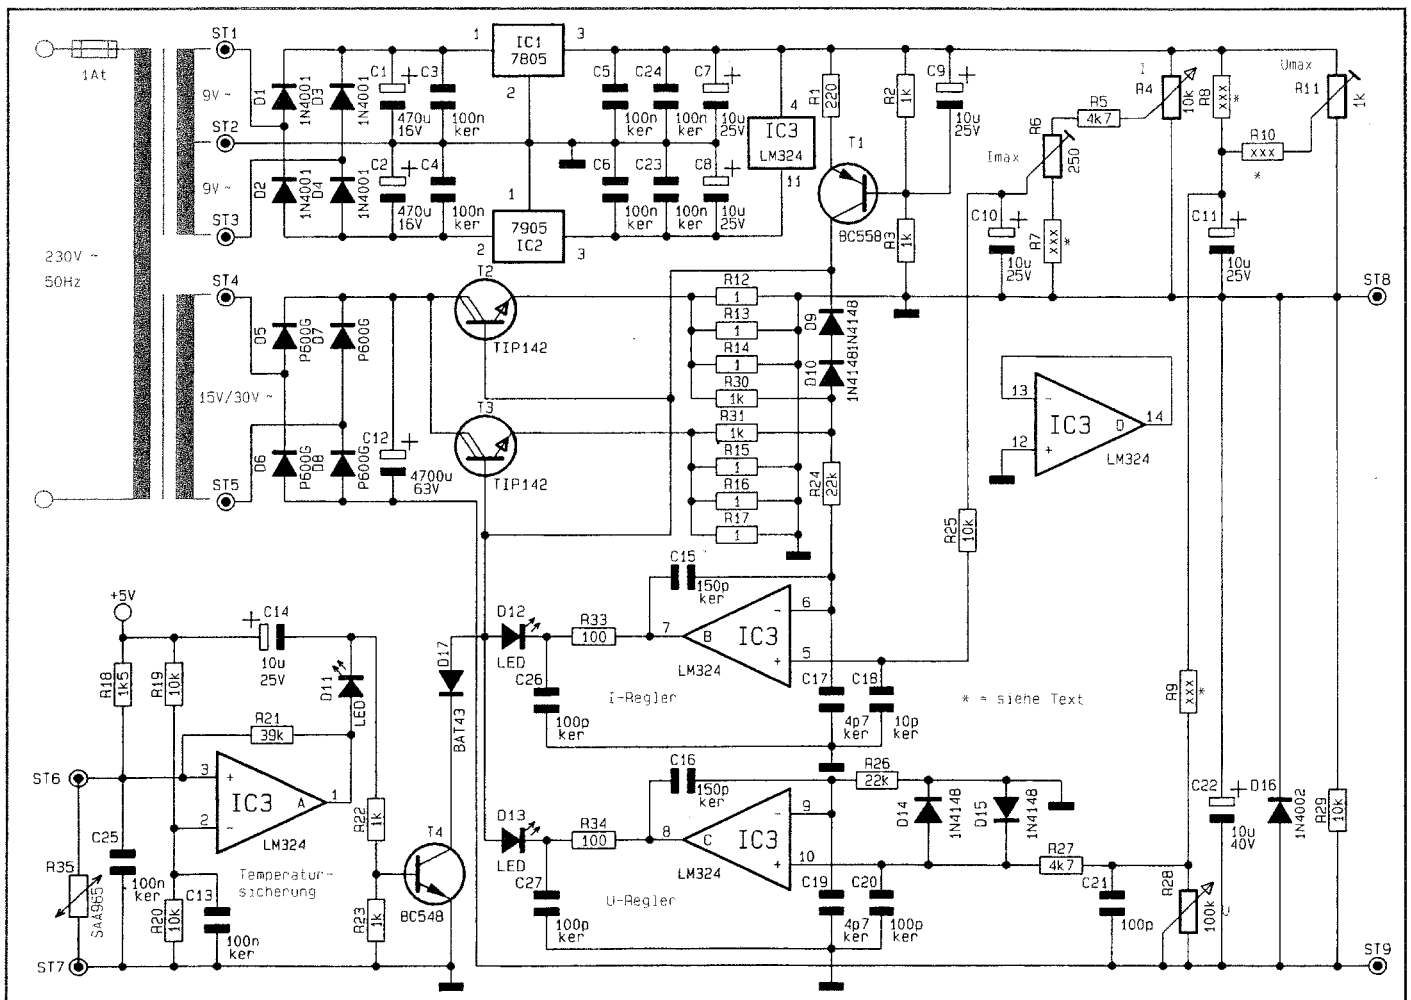 ST1
1At
9V ~
ST2
9V ~
ST3
230V ~
50Hz
ST4
15V/30V ~
ST5
D1
1N4001
D3
1N4001
D2
1N4001
D4
1N4001
C1
470u
16V
C3
100n
ker
C2
470u
16V
C4
100n
ker
1
IC1
7805
3
2
1
7905
IC2
2
3
C5
100n
ker
C24
100n
ker
C7
10u
25V
C6
100n
ker
C23
100n
ker
C8
10u
25V
4
IC3
LM324
11
R1
220
T1
BC558
R2
1k
C9
10u
25V
R3
1k
Imax
R6
250
R5
4k7
I
R4
10k
R8
xxx
*
R10
xxx
*
Umax
R11
1k
C10
10u
25V
R7
xxx
*
C11
10u
25V
ST8
D5
P600G
D7
P600G
D6
P600G
D8
P600G
C12
4700u
63V
T2
TIP142
T3
TIP142
R12
1
R13
1
R14
1
R30
1k
R31
1k
R15
1
R16
1
R17
1
D9
1N4148
D10
1N4148
R24
22k
R25
10k
13
-
12
+
IC3
D
14
LM324
+5V
R18
1k5
R19
10k
C14
10u
25V
D11
LED
R21
39k
ST6
3
+
IC3
A
1
2
-
LM324
R22
1k
R35
SAA965
C25
100n
ker
R20
10k
C13
100n
ker
Temperatur-
sicherung
R23
1k
T4
BC548
ST7
D17
BAT43
D12
LED
C26
100p
ker
R33
100
7
B
IC3
-
6
+
5
LM324
C15
150p
ker
I-Regler
C17
4p7
ker
C18
10p
ker
* = siehe Text
R9
xxx
*
D13
LED
C27
100p
ker
R34
100
8
C
IC3
-
9
+
10
LM324
C16
150p
ker
U-Regler
R26
22k
D14
1N4148
D15
1N4148
C19
4p7
ker
C20
100p
ker
R27
4k7
C21
100p
R28
100k
U
C22
10u
40V
D16
1N4002
R29
10k
ST9